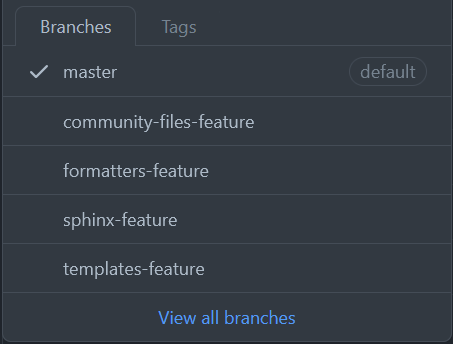 Branches Tags
master default
community-files-feature
formatters-feature
sphinx-feature
templates-feature
View all branches